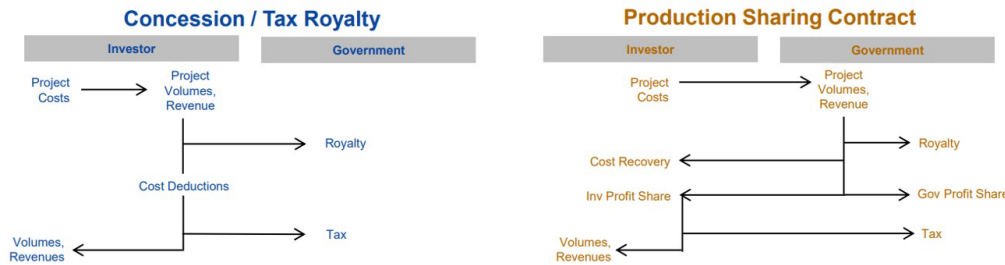 Concession / Tax Royalty
Investor
Government
Project
Costs
Project
Volumes,
Revenue
Royalty
Cost Deductions
Tax
Volumes,
Revenues
Production Sharing Contract
Investor
Government
Project
Costs
Project
Volumes,
Revenue
Royalty
Cost Recovery
Inv Profit Share
Gov Profit Share
Tax
Volumes,
Revenues